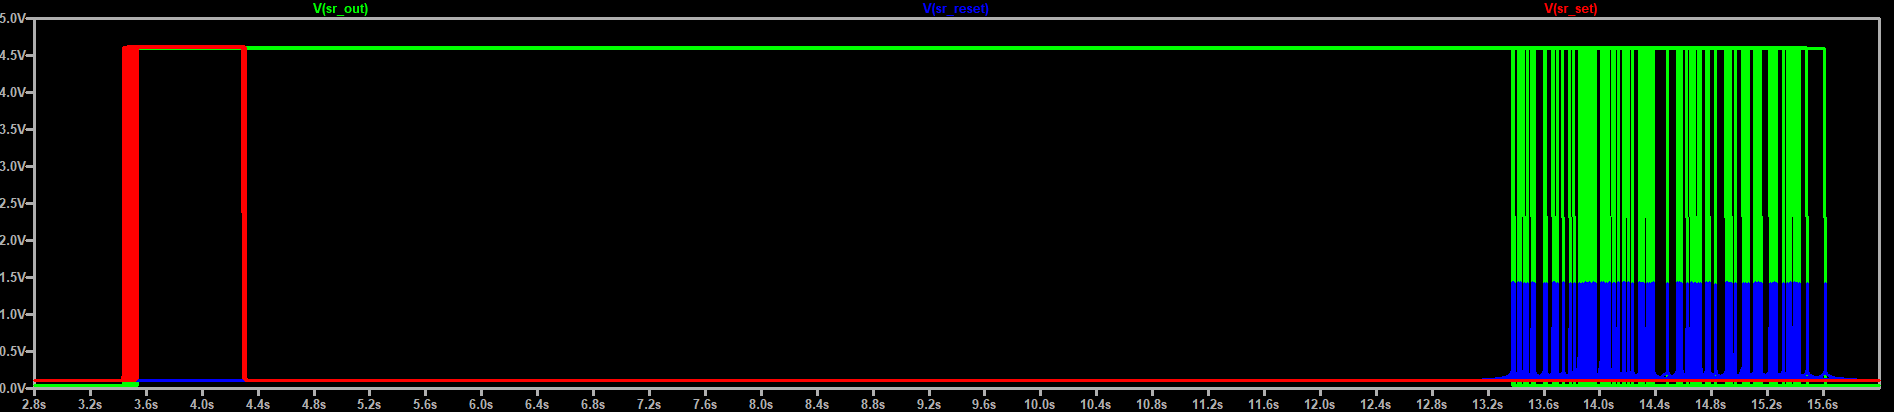 V(sr_out) V(sr_reset) V(sr_set)
5.0V
4.5V
4.0V
3.5V
3.0V
2.5V
2.0V
1.5V
1.0V
0.5V
0.0V
2.8s 3.2s 3.6s 4.0s 4.4s 4.8s 5.2s 5.6s 6.0s 6.4s 6.8s 7.2s 7.6s 8.0s 8.4s 8.8s 9.2s 9.6s 10.0s 10.4s 10.8s 11.2s 11.6s 12.0s 12.4s 12.8s 13.2s 13.6s 14.0s 14.4s 14.8s 15.2s 15.6s